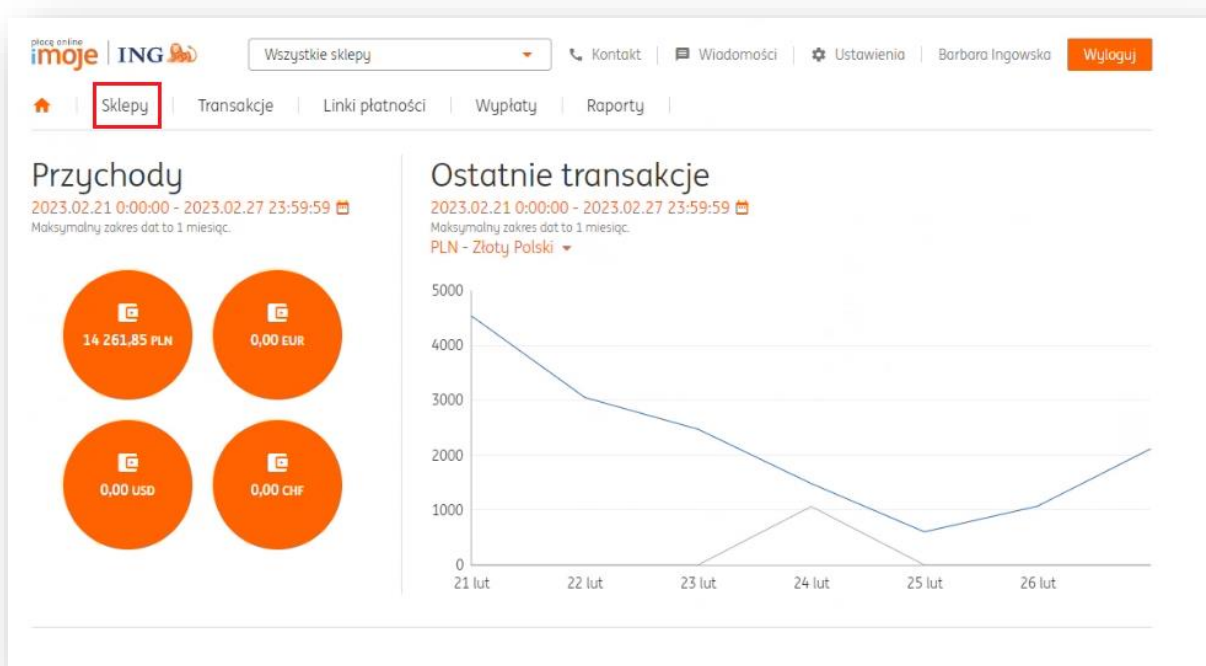 płacę online
imoje ING
Wszystkie sklepy Kontakt Wiadomości Ustawienia Barbara Ingowska Wyloguj
Sklepy Transakcje Linki płatności Wypłaty Raporty
Przychody
2023.02.21 0:00:00 - 2023.02.27 23:59:59
Maksymalny zakres dat to 1 miesiąc.
14 261,85 PLN
0,00 EUR
0,00 USD
0,00 CHF
Ostatnie transakcje
2023.02.21 0:00:00 - 2023.02.27 23:59:59
Maksymalny zakres dat to 1 miesiąc.
PLN - Złoty Polski
5000
4000
3000
2000
1000
0
21 lut 22 lut 23 lut 24 lut 25 lut 26 lut